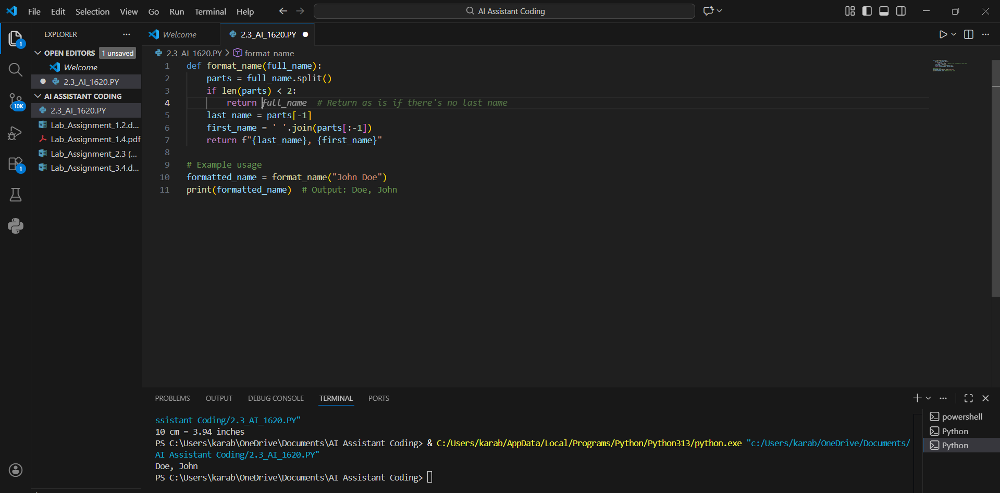 File Edit Selection View Go Run Terminal Help AI Assistant Coding
EXPLORER
1
OPEN EDITORS 1 unsaved
Welcome
2.3_AI_1620.PY
AI ASSISTANT CODING
2.3_AI_1620.PY
Lab_Assignment_1.2.d...
Lab_Assignment_1.4.pdf
Lab_Assignment_2.3 (...
Lab_Assignment_3.4.d...
10K
1
Welcome 2.3_AI_1620.PY
2.3_AI_1620.PY > format_name
1 def format_name(full_name):
2 parts = full_name.split()
3 if len(parts) < 2:
4 return full_name # Return as is if there's no last name
5 last_name = parts[-1]
6 first_name = ' '.join(parts[:-1])
7 return f"{last_name}, {first_name}"
8
9 # Example usage
10 formatted_name = format_name("John Doe")
11 print(formatted_name) # Output: Doe, John
PROBLEMS OUTPUT DEBUG CONSOLE TERMINAL PORTS
ssistant Coding/2.3_AI_1620.PY"
10 cm = 3.94 inches
PS C:\Users\karab\OneDrive\Documents\AI Assistant Coding> & C:/Users/karab/AppData/Local/Programs/Python/Python313/python.exe "c:/Users/karab/OneDrive/Documents/
AI Assistant Coding/2.3_AI_1620.PY"
Doe, John
PS C:\Users\karab\OneDrive\Documents\AI Assistant Coding>
powershell
Python
Python